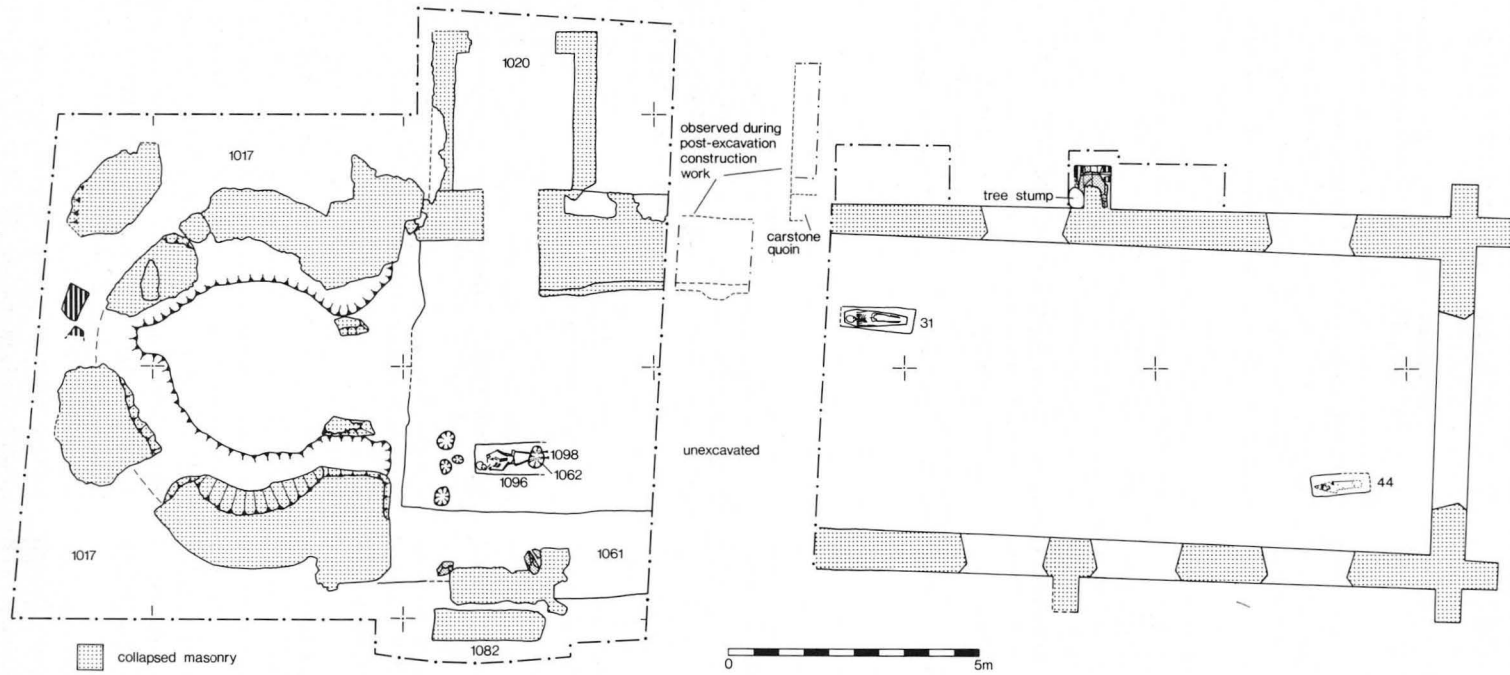 1020
1017
observed during
post-excavation
construction
work
tree stump
carstone
quoin
31
unexcavated
1098
1062
1096
44
1017
1061
1082
collapsed masonry
0
5m